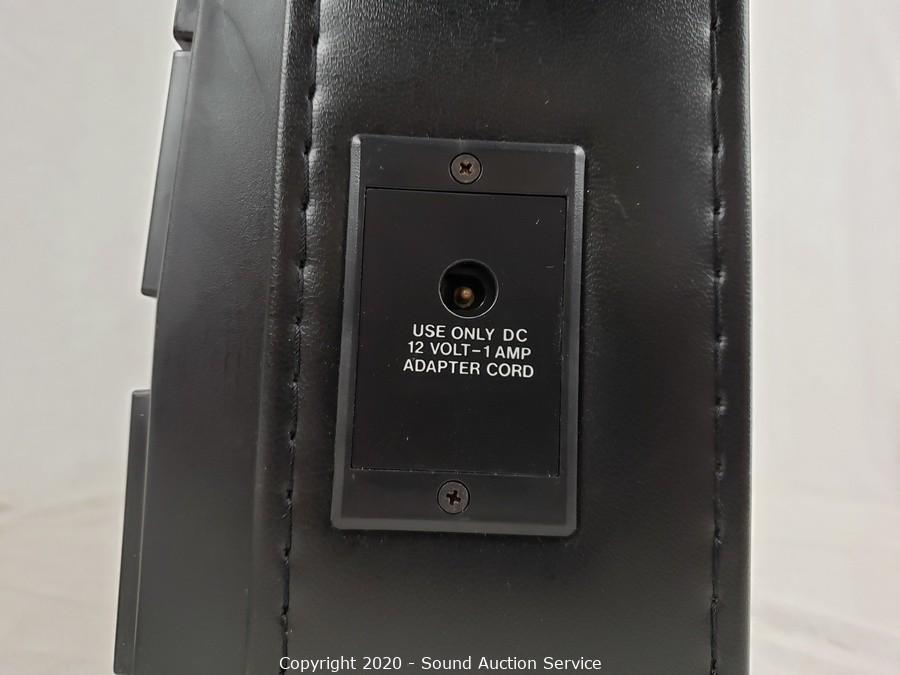 USE ONLY DC
12 VOLT-1 AMP
ADAPTER CORD
Copyright 2020 - Sound Auction Service